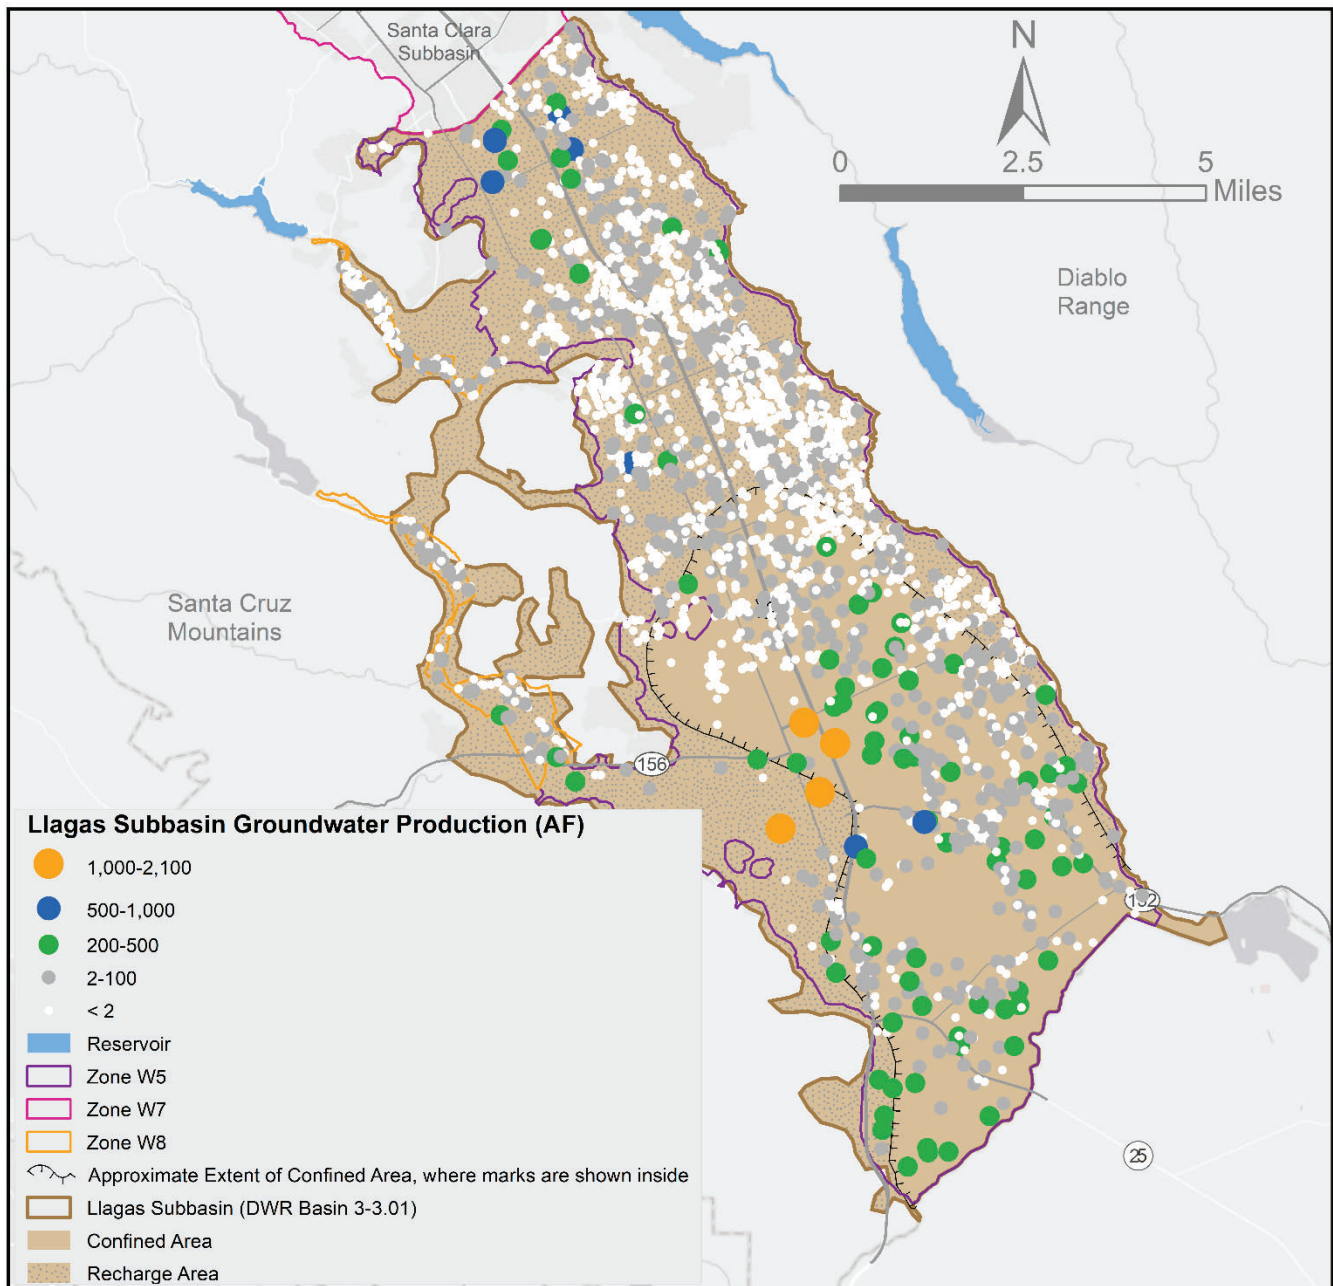 Santa Clara
Subbasin
N
0 2.5 5
Miles
Diablo
Range
Santa Cruz
Mountains
156
152
25
Llagas Subbasin Groundwater Production (AF)
1,000-2,100
500-1,000
200-500
2-100
< 2
Reservoir
Zone W5
Zone W7
Zone W8
Approximate Extent of Confined Area, where marks are shown inside
Llagas Subbasin (DWR Basin 3-3.01)
Confined Area
Recharge Area